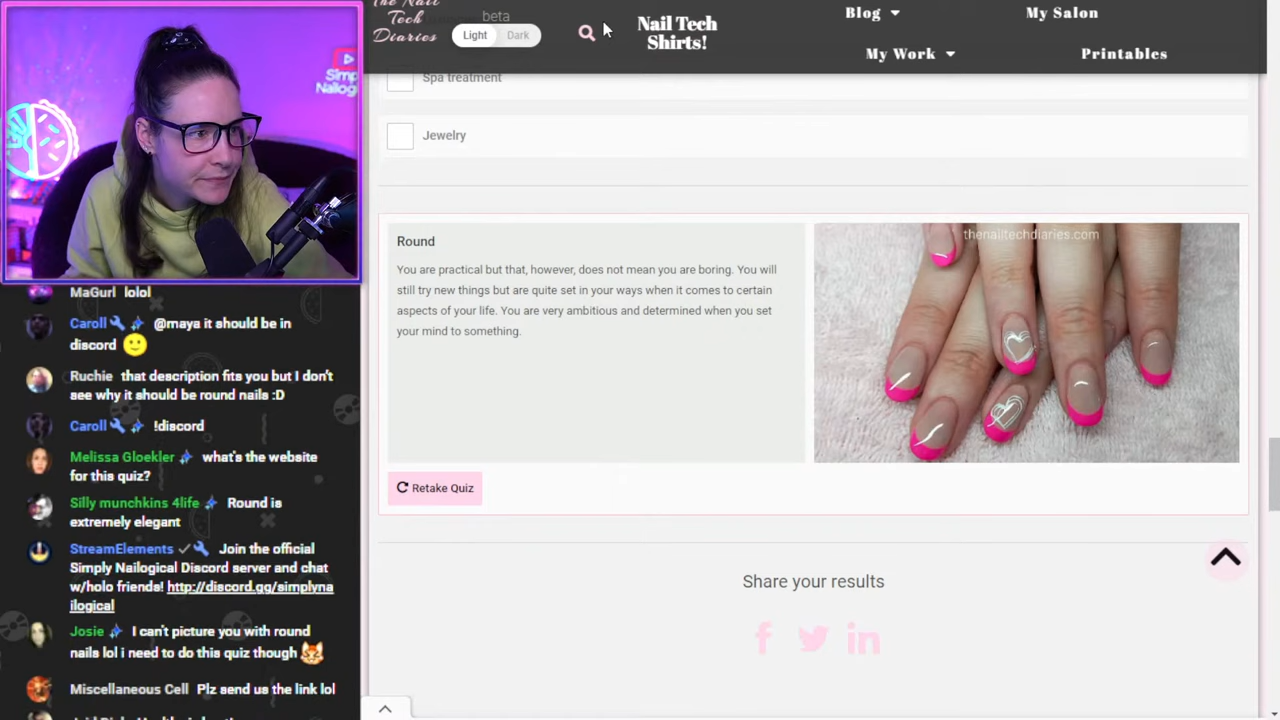 The Nail
Tech
Diaries
beta
Light Dark
Nail Tech
Shirts!
Blog
My Salon
My Work
Printables
Spa treatment
Jewelry
Round
You are practical but that, however, does not mean you are boring. You will
still try new things but are quite set in your ways when it comes to certain
aspects of your life. You are very ambitious and determined when you set
your mind to something.
thenailtechdiaries.com
Retake Quiz
Share your results
Simply
Nailogi
MaGurl lolol
Caroll @maya it should be in
discord
Ruchie that description fits you but I don't
see why it should be round nails :D
Caroll !discord
Melissa Gloekler what's the website
for this quiz?
Silly munchkins 4life Round is
extremely elegant
StreamElements Join the official
Simply Nailogical Discord server and chat
w/holo friends! http://discord.gg/simplyna
ilogical
Josie I can't picture you with round
nails lol i need to do this quiz though
Miscellaneous Cell Plz send us the link lol